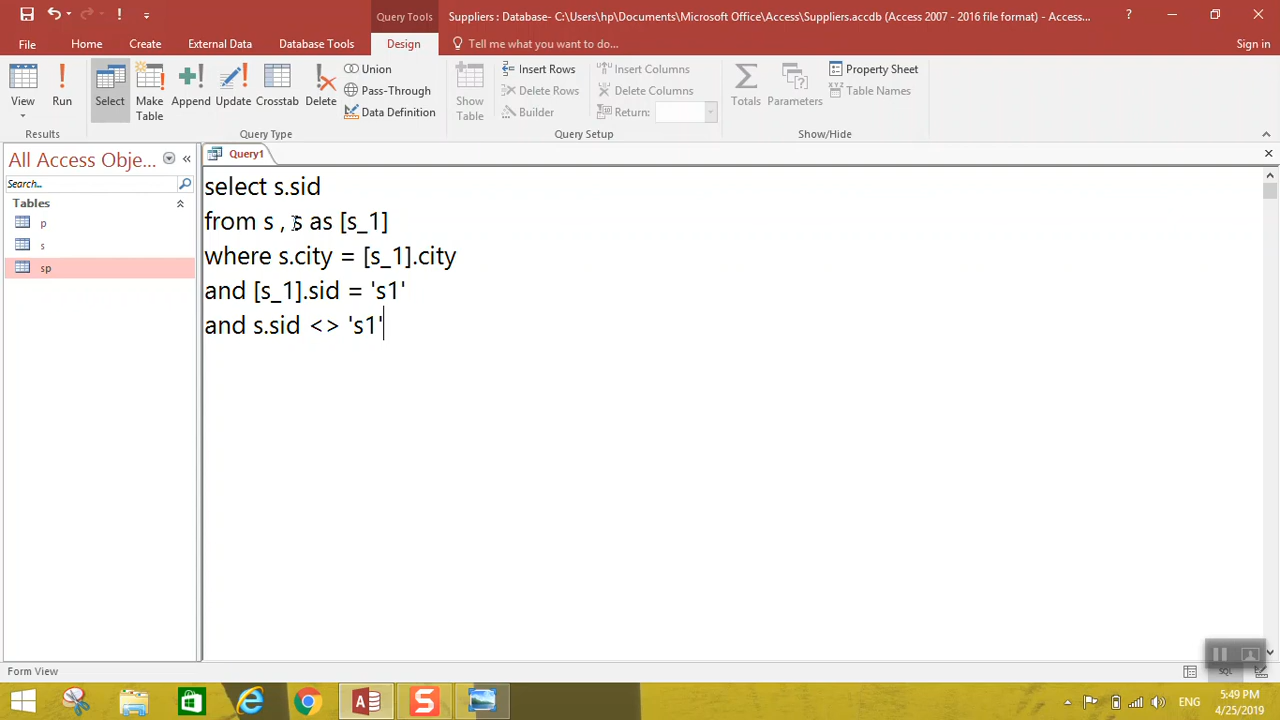 Query Tools
Suppliers : Database- C:\Users\hp\Documents\Microsoft Office\Access\Suppliers.accdb (Access 2007 - 2016 file format) - Access...
?
File
Home
Create
External Data
Database Tools
Design
Tell me what you want to do...
Sign in
View
Run
Select
Make Table
Append
Update
Crosstab
Delete
Union
Pass-Through
Data Definition
Show Table
Insert Rows
Delete Rows
Builder
Insert Columns
Delete Columns
Return:
Totals
Parameters
Property Sheet
Table Names
Results
Query Type
Query Setup
Show/Hide
All Access Obje...
Search...
Tables
p
s
sp
Query1
select s.sid
from s , s as [s_1]
where s.city = [s_1].city
and [s_1].sid = 's1'
and s.sid <> 's1'
Form View
SQL
ENG
5:49 PM
4/25/2019